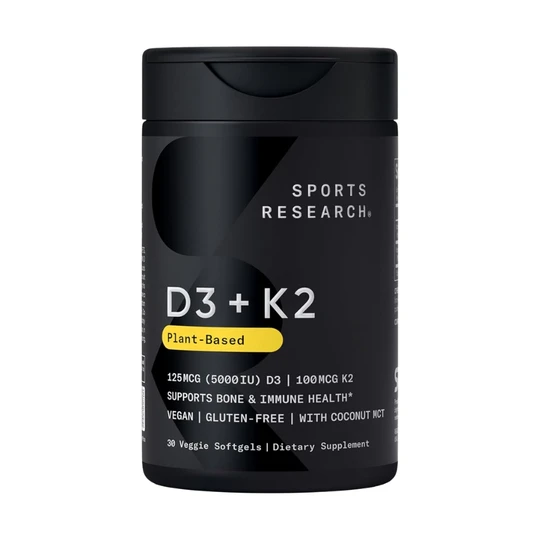 SPORTS
RESEARCH®
D3 + K2
Plant-Based
125MCG (5000IU) D3 | 100MCG K2
SUPPORTS BONE & IMMUNE HEALTH*
VEGAN | GLUTEN-FREE | WITH COCONUT MCT
30 Veggie Softgels | Dietary Supplement